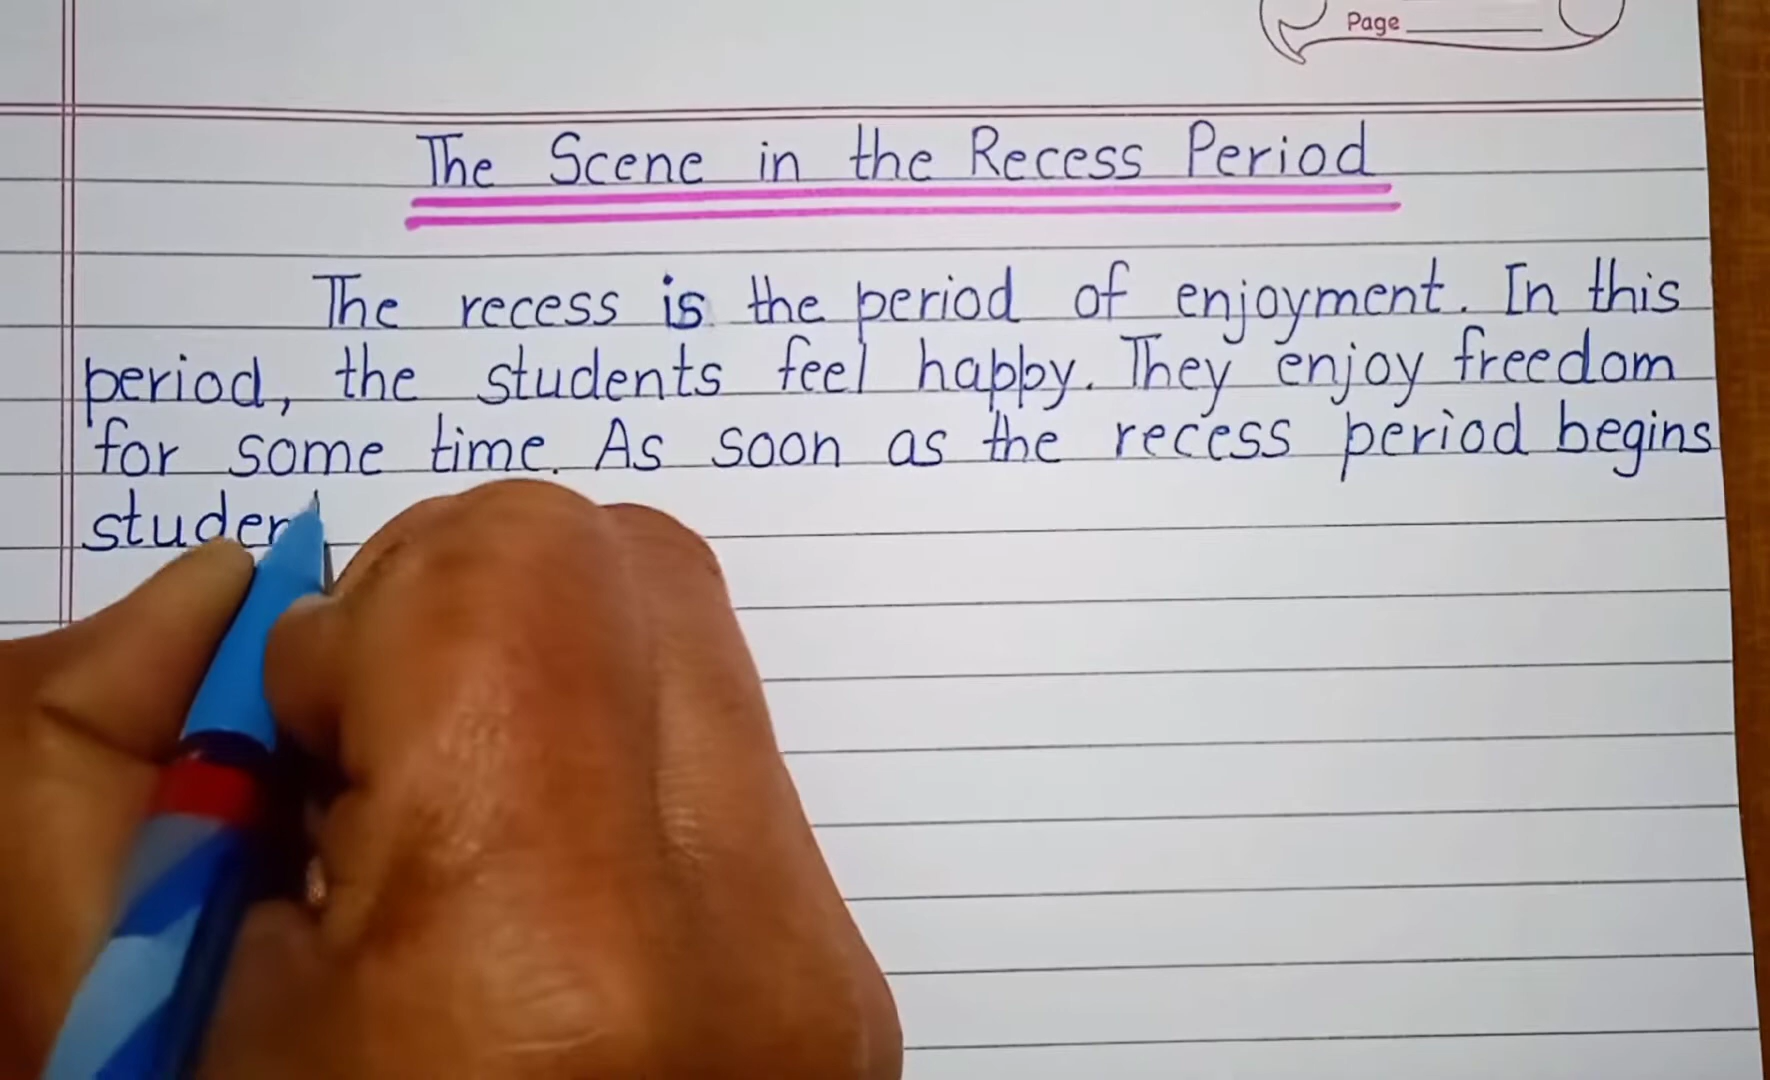 Page
The Scene in the Recess Period
The recess is the period of enjoyment. In this
period, the students feel happy. They enjoy freedom
for some time. As soon as the recess period begins
studen